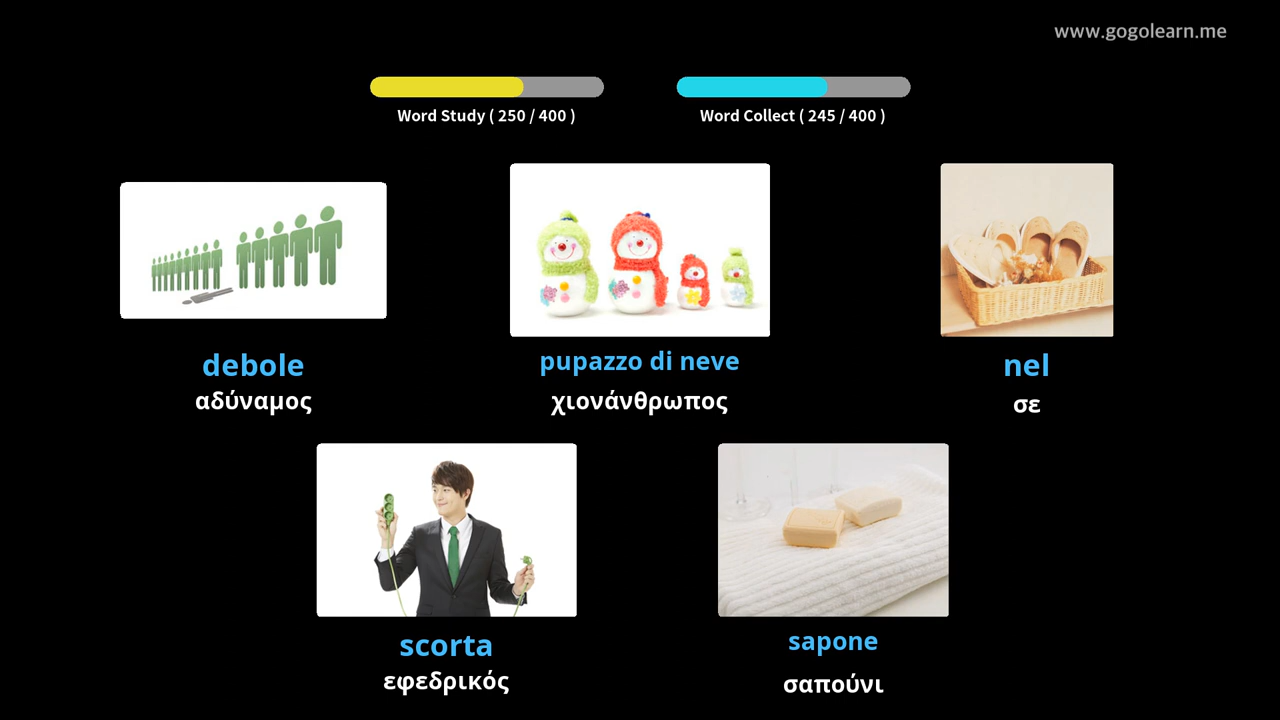 www.gogolearn.me
Word Study ( 250 / 400 )
Word Collect ( 245 / 400 )
debole
αδύναμος
pupazzo di neve
χιονάνθρωπος
nel
σε
scorta
εφεδρικός
sapone
σαπούνι